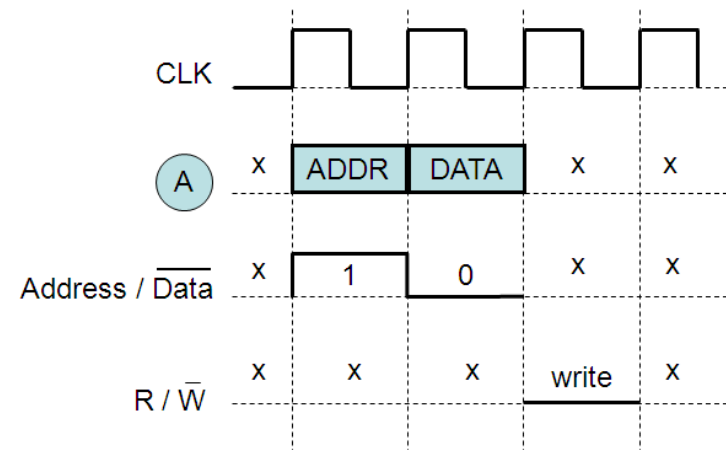 CLK
A x ADDR DATA x x
Address / Data x 1 0 x x
R / W x x x write x